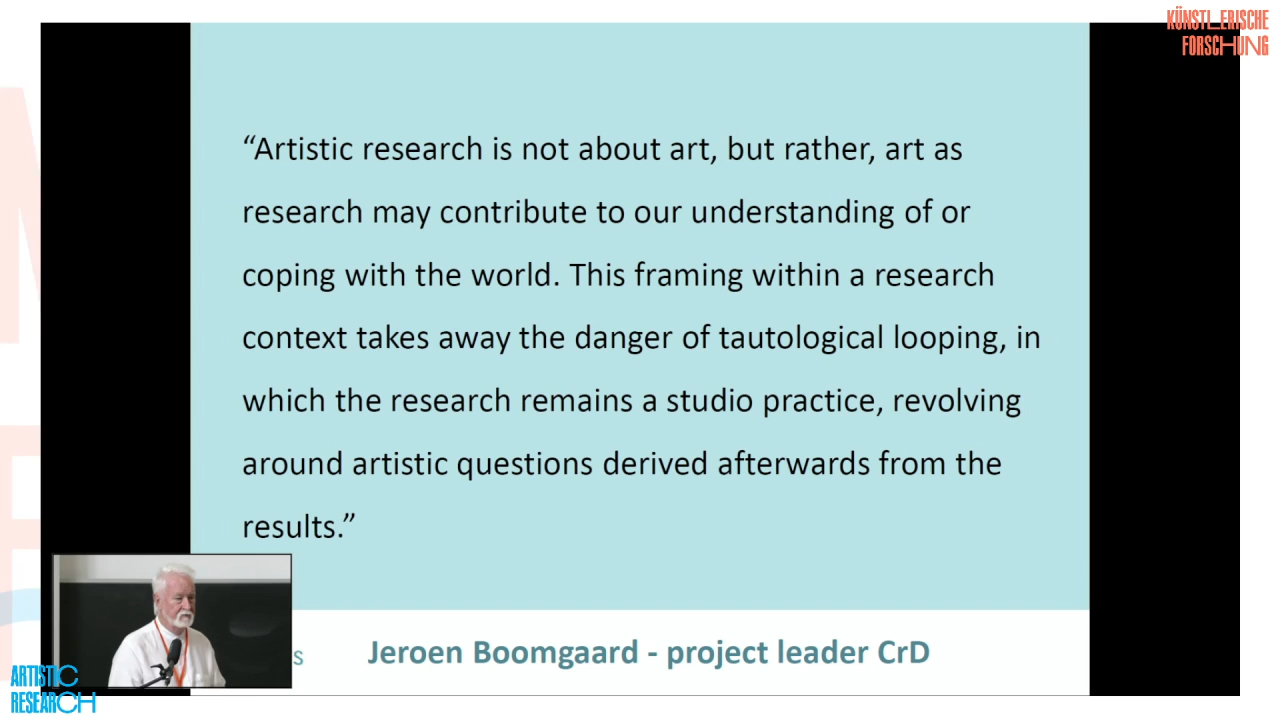 KÜNSTLERISCHE
FORSCHUNG
“Artistic research is not about art, but rather, art as
research may contribute to our understanding of or
coping with the world. This framing within a research
context takes away the danger of tautological looping, in
which the research remains a studio practice, revolving
around artistic questions derived afterwards from the
results.”
s
Jeroen Boomgaard - project leader CrD
ARTISTIC
RESEARCH